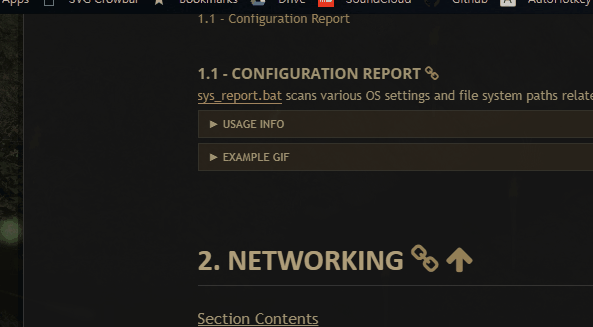 Apps SVG Crowbar Bookmarks Drive SoundCloud Github AutoHotkey
1.1 - Configuration Report
1.1 - CONFIGURATION REPORT
sys_report.bat scans various OS settings and file system paths relate
► USAGE INFO
► EXAMPLE GIF
2. NETWORKING
Section Contents